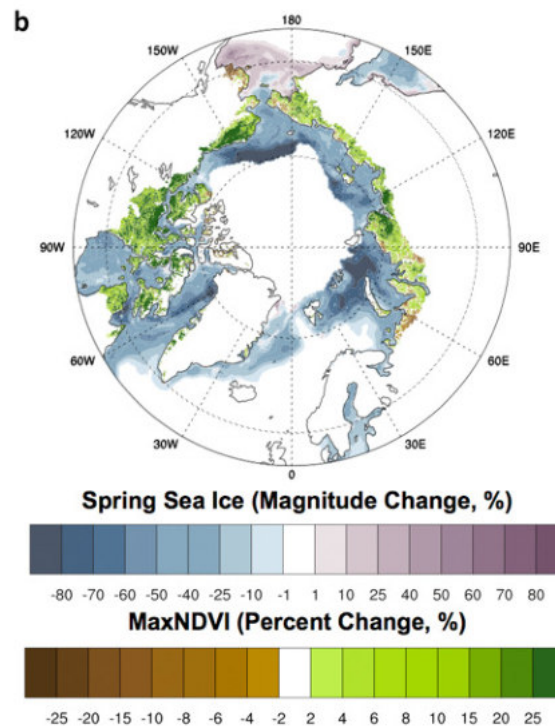 b
180
150W 150E
120W 120E
90W 90E
60W 60E
30W 30E
0
Spring Sea Ice (Magnitude Change, %)
-80 -70 -60 -50 -40 -25 -10 -1 1 10 25 40 50 60 70 80
MaxNDVI (Percent Change, %)
-25 -20 -15 -10 -8 -6 -4 -2 2 4 6 8 10 15 20 25